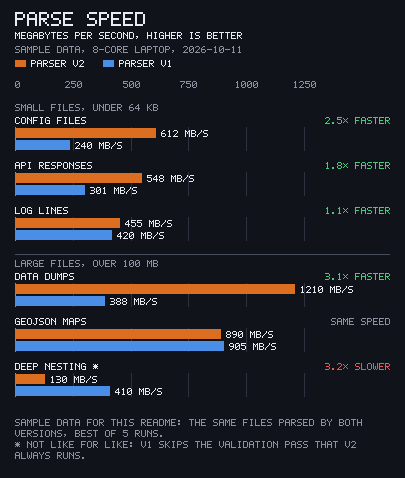 PARSE SPEED
MEGABYTES PER SECOND, HIGHER IS BETTER
SAMPLE DATA, 8-CORE LAPTOP, 2026-10-11
PARSER V2 PARSER V1
0 250 500 750 1000 1250
SMALL FILES, UNDER 64 KB
CONFIG FILES 2.5× FASTER
612 MB/S
240 MB/S
API RESPONSES 1.8× FASTER
548 MB/S
301 MB/S
LOG LINES 1.1× FASTER
455 MB/S
420 MB/S
LARGE FILES, OVER 100 MB
DATA DUMPS 3.1× FASTER
1210 MB/S
388 MB/S
GEOJSON MAPS SAME SPEED
890 MB/S
905 MB/S
DEEP NESTING * 3.2× SLOWER
130 MB/S
410 MB/S
SAMPLE DATA FOR THIS README: THE SAME FILES PARSED BY BOTH
VERSIONS, BEST OF 5 RUNS.
* NOT LIKE FOR LIKE: V1 SKIPS THE VALIDATION PASS THAT V2
ALWAYS RUNS.